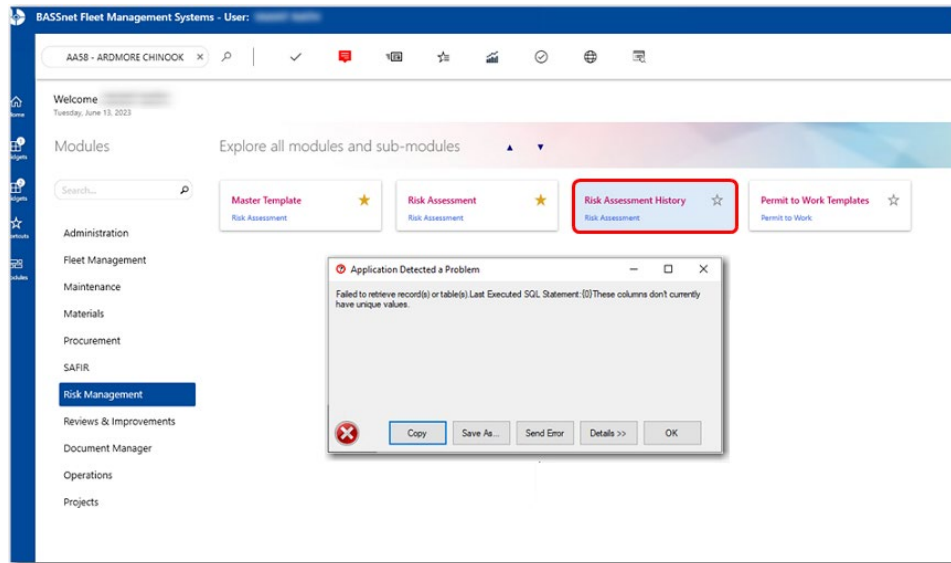 BASSnet Fleet Management Systems - User:
AA58 - ARDMORE CHINOOK ×
Welcome
Tuesday, June 13, 2023
Modules
Explore all modules and sub-modules
Search...
Administration
Fleet Management
Maintenance
Materials
Procurement
SAFIR
Risk Management
Reviews & Improvements
Document Manager
Operations
Projects
Master Template
Risk Assessment
Risk Assessment
Risk Assessment
Risk Assessment History
Risk Assessment
Permit to Work Templates
Permit to Work
Application Detected a Problem
Failed to retrieve record(s) or table(s).Last Executed SQL Statement:{0}These columns don't currently
have unique values.
Copy
Save As...
Send Error
Details >>
OK